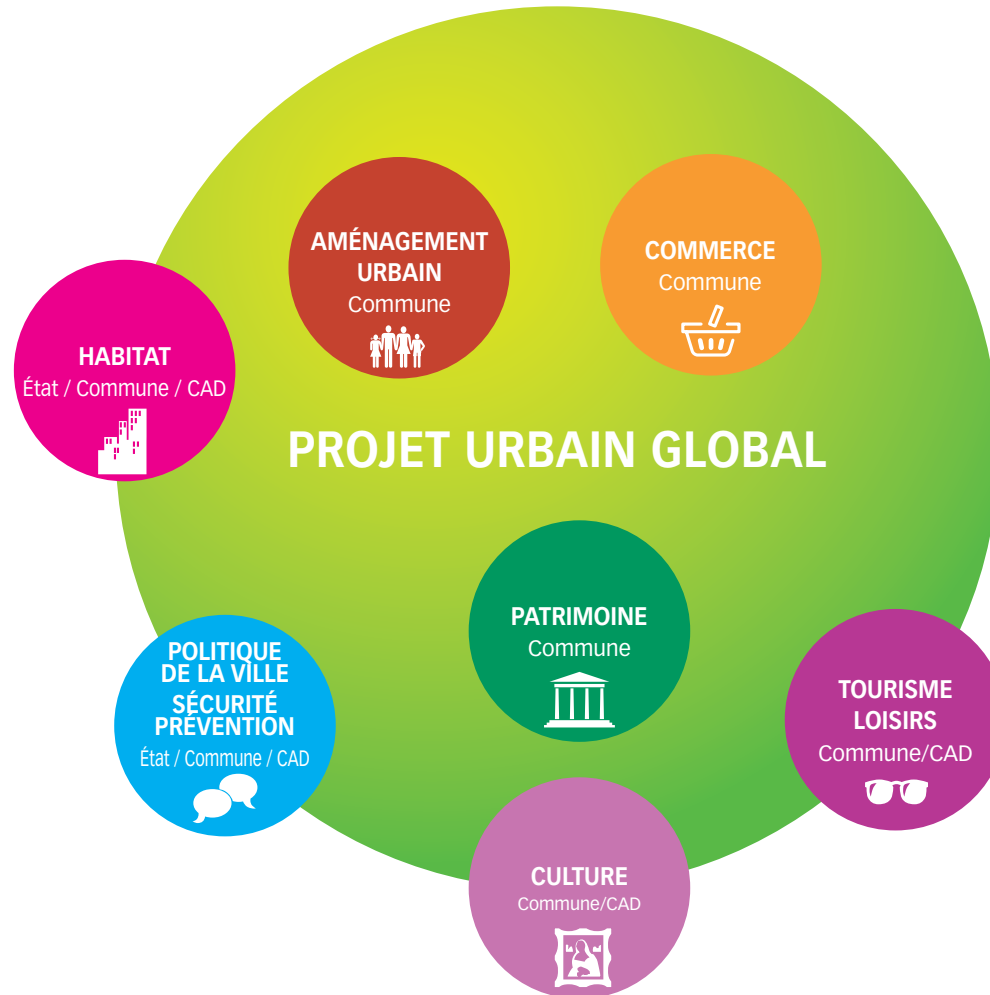 AMÉNAGEMENT
URBAIN
Commune
COMMERCE
Commune
HABITAT
État / Commune / CAD
PROJET URBAIN GLOBAL
PATRIMOINE
Commune
POLITIQUE
DE LA VILLE
SÉCURITÉ
PRÉVENTION
État / Commune / CAD
TOURISME
LOISIRS
Commune/CAD
CULTURE
Commune/CAD